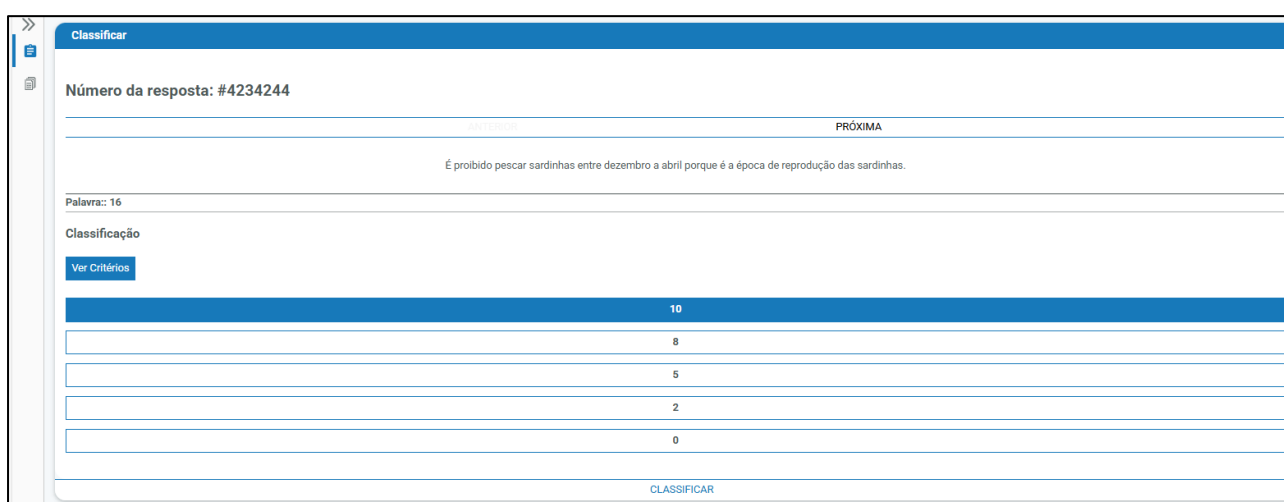 Classificar
Número da resposta: #4234244
ANTERIOR
PRÓXIMA
É proibido pescar sardinhas entre dezembro a abril porque é a época de reprodução das sardinhas.
Palavra:: 16
Classificação
Ver Critérios
10
8
5
2
0
CLASSIFICAR